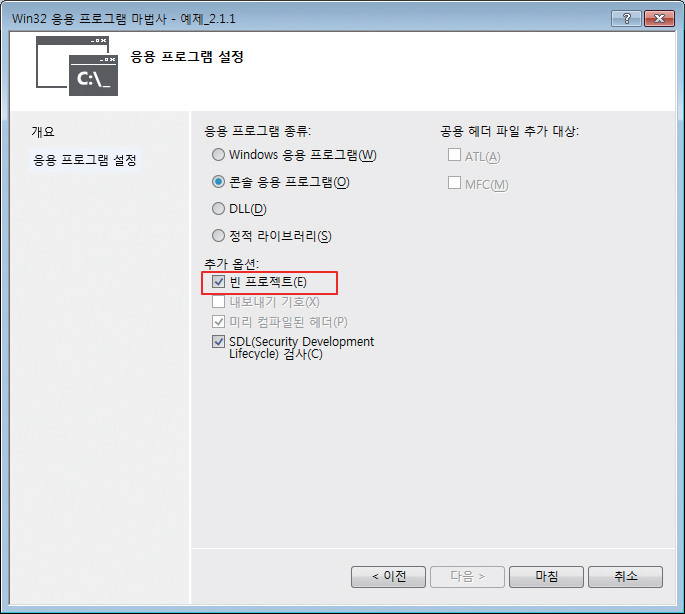 Win32 응용 프로그램 마법사 - 예제_2.1.1
C:\_
응용 프로그램 설정
개요
응용 프로그램 설정
응용 프로그램 종류:
Windows 응용 프로그램(W)
콘솔 응용 프로그램(O)
DLL(D)
정적 라이브러리(S)
추가 옵션:
빈 프로젝트(E)
내보내기 기호(X)
미리 컴파일된 헤더(P)
SDL(Security Development
Lifecycle) 검사(C)
공용 헤더 파일 추가 대상:
ATL(A)
MFC(M)
< 이전
다음 >
마침
취소